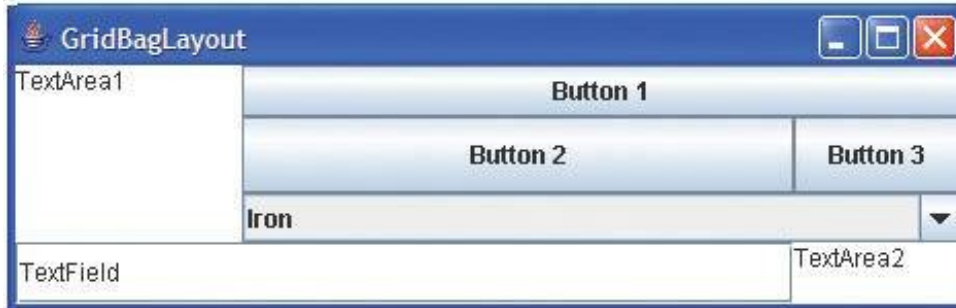 GridBagLayout
TextArea1
Button 1
Button 2
Button 3
Iron
TextField
TextArea2